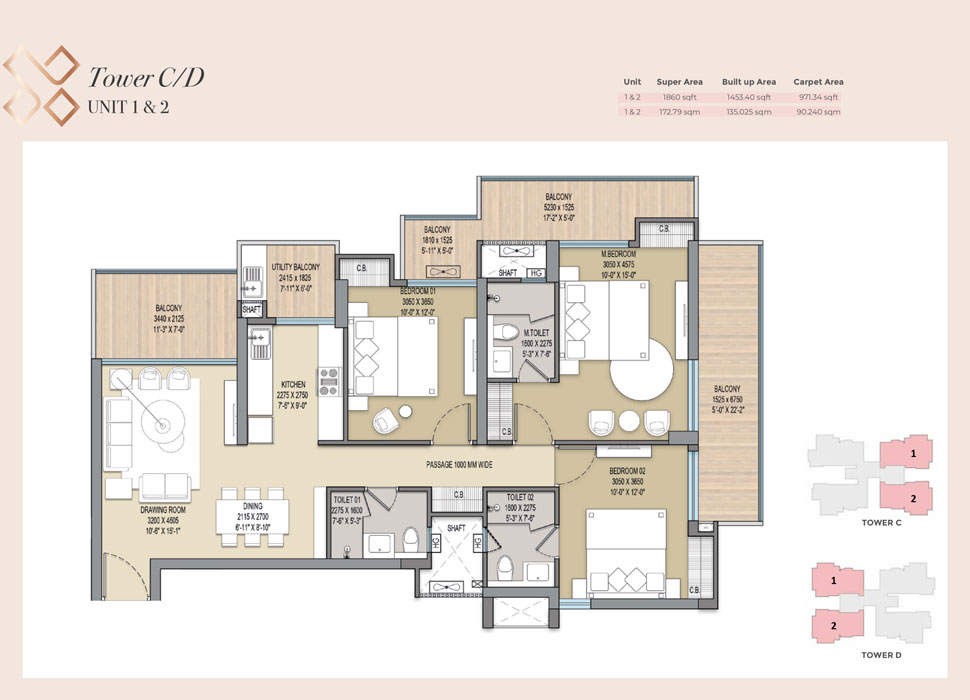 Tower C/D
UNIT 1 & 2
Unit Super Area Built up Area Carpet Area
1 & 2 1860 sqft 1453.40 sqft 971.34 sqft
1 & 2 172.79 sqm 135.025 sqm 90.240 sqm
BALCONY
5230 x 1525
17'-2" X 5'-0"
BALCONY
1810 x 1525
5'-11" X 5'-0"
C.B.
UTILITY BALCONY
2415 x 1825
7'-11" X 6'-0"
C.B.
SHAFT
HG
M.BEDROOM
3050 X 4575
10'-0" X 15'-0"
BALCONY
3440 x 2125
11'-3" X 7'-0"
SHAFT
BEDROOM 01
3050 X 3650
10'-0" X 12'-0"
M.TOILET
1600 X 2275
5'-3" X 7'-6"
KITCHEN
2275 X 2750
7'-6" X 9'-0"
BALCONY
1525 x 6750
5'-0" X 22'-2"
C.B.
PASSAGE 1000 MM WIDE
BEDROOM 02
3050 X 3650
10'-0" X 12'-0"
DRAWING ROOM
3200 X 4605
10'-6" X 15'-1"
DINING
2115 X 2700
6'-11" X 8'-10"
TOILET 01
2275 X 1600
7'-6" X 5'-3"
C.B.
SHAFT
HG
HG
TOILET 02
1600 X 2275
5'-3" X 7'-6"
C.B.
1
2
TOWER C
1
2
TOWER D